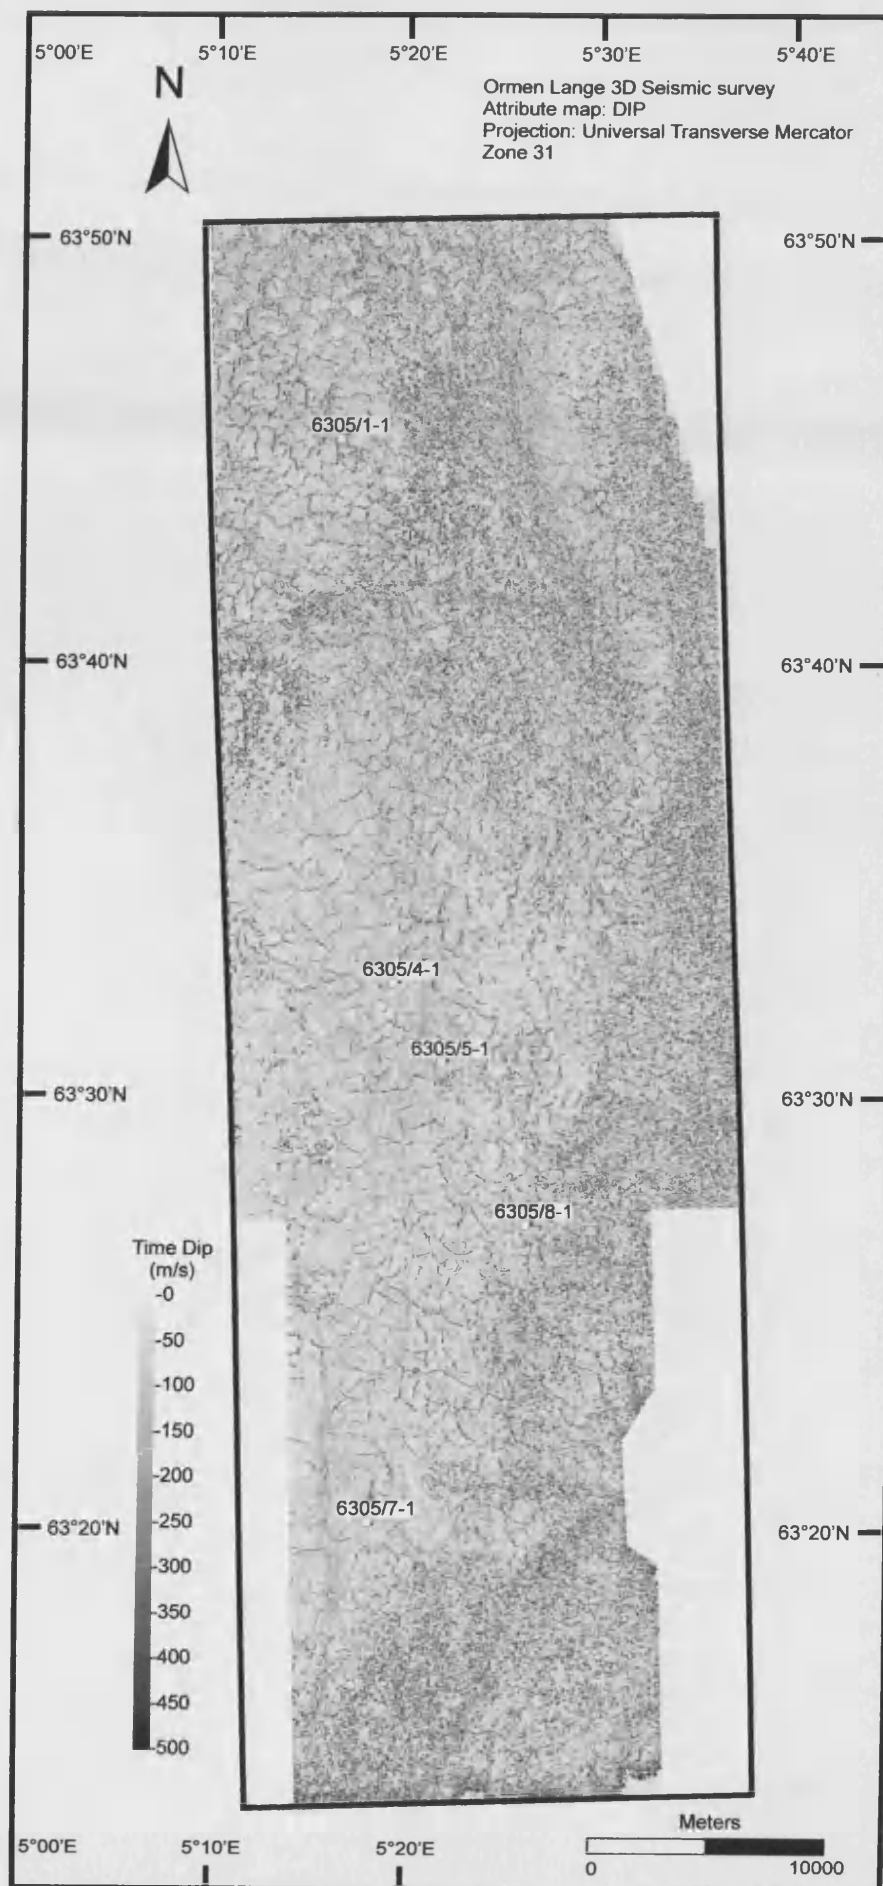 5°00'E
5°10'E
5°20'E
5°30'E
5°40'E
N
Ormen Lange 3D Seismic survey
Attribute map: DIP
Projection: Universal Transverse Mercator
Zone 31
63°50'N
63°50'N
6305/1-1
63°40'N
63°40'N
6305/4-1
6305/5-1
63°30'N
63°30'N
6305/8-1
Time Dip
(m/s)
-0
-50
-100
-150
-200
-250
-300
-350
-400
-450
-500
6305/7-1
63°20'N
63°20'N
Meters
0
10000
5°00'E
5°10'E
5°20'E